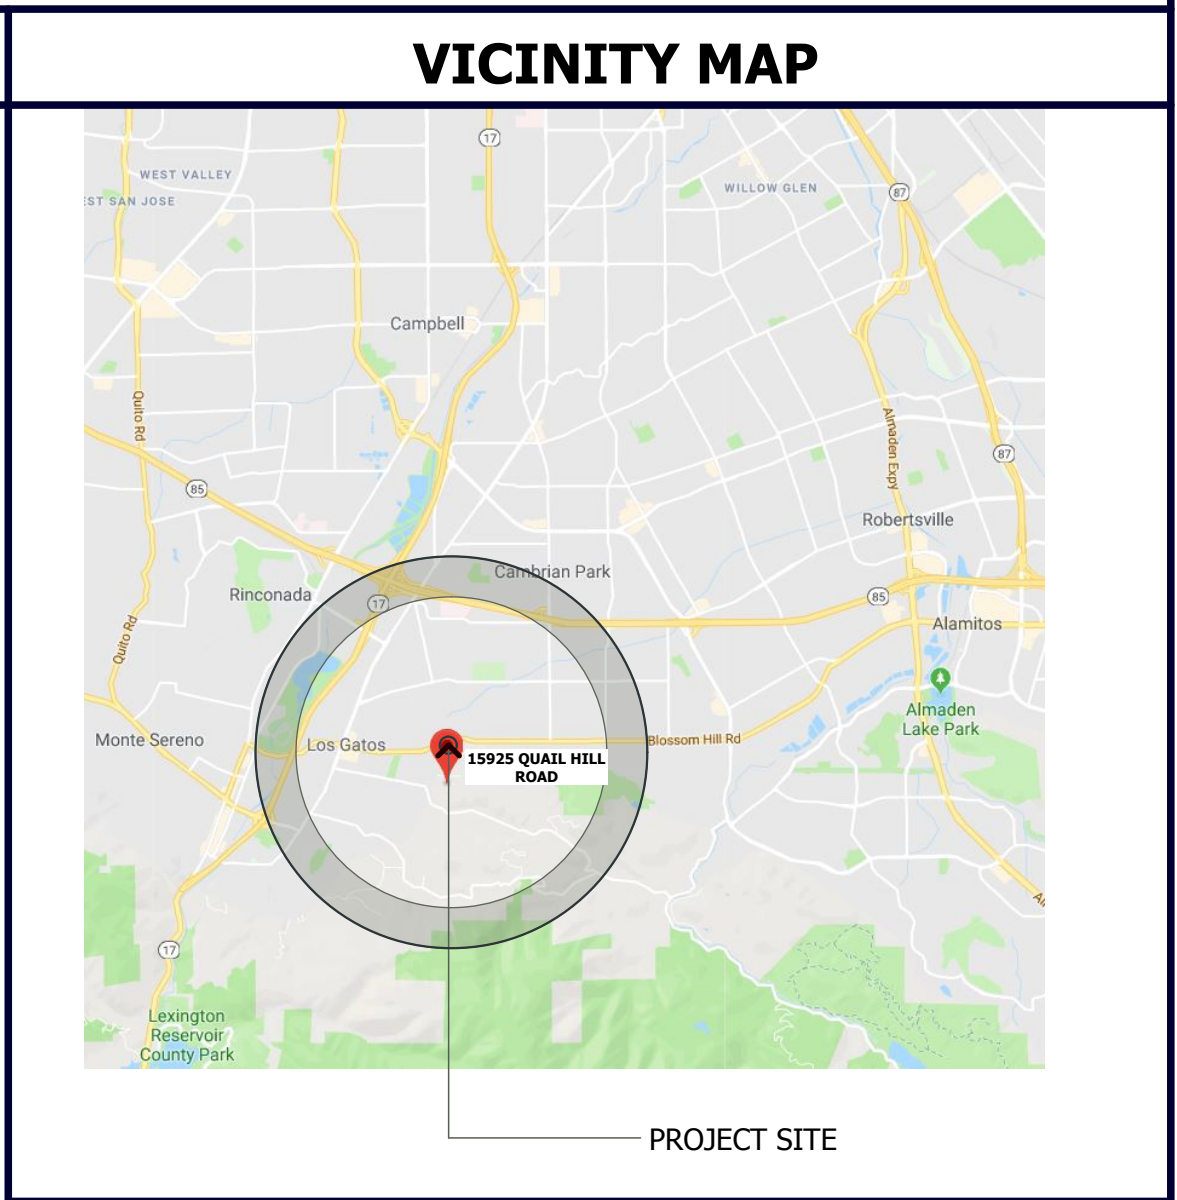 VICINITY MAP
17
WEST VALLEY
WILLOW GLEN
87
EST SAN JOSE
Campbell
Quito Rd
Almaden Expy
87
85
Robertsville
Cambrian Park
Rinconada
17
85
Alamitos
Quito Rd
Almaden
Lake Park
Monte Sereno
Los Gatos
Blossom Hill Rd
15925 QUAIL HILL
ROAD
17
Lexington
Reservoir
County Park
PROJECT SITE